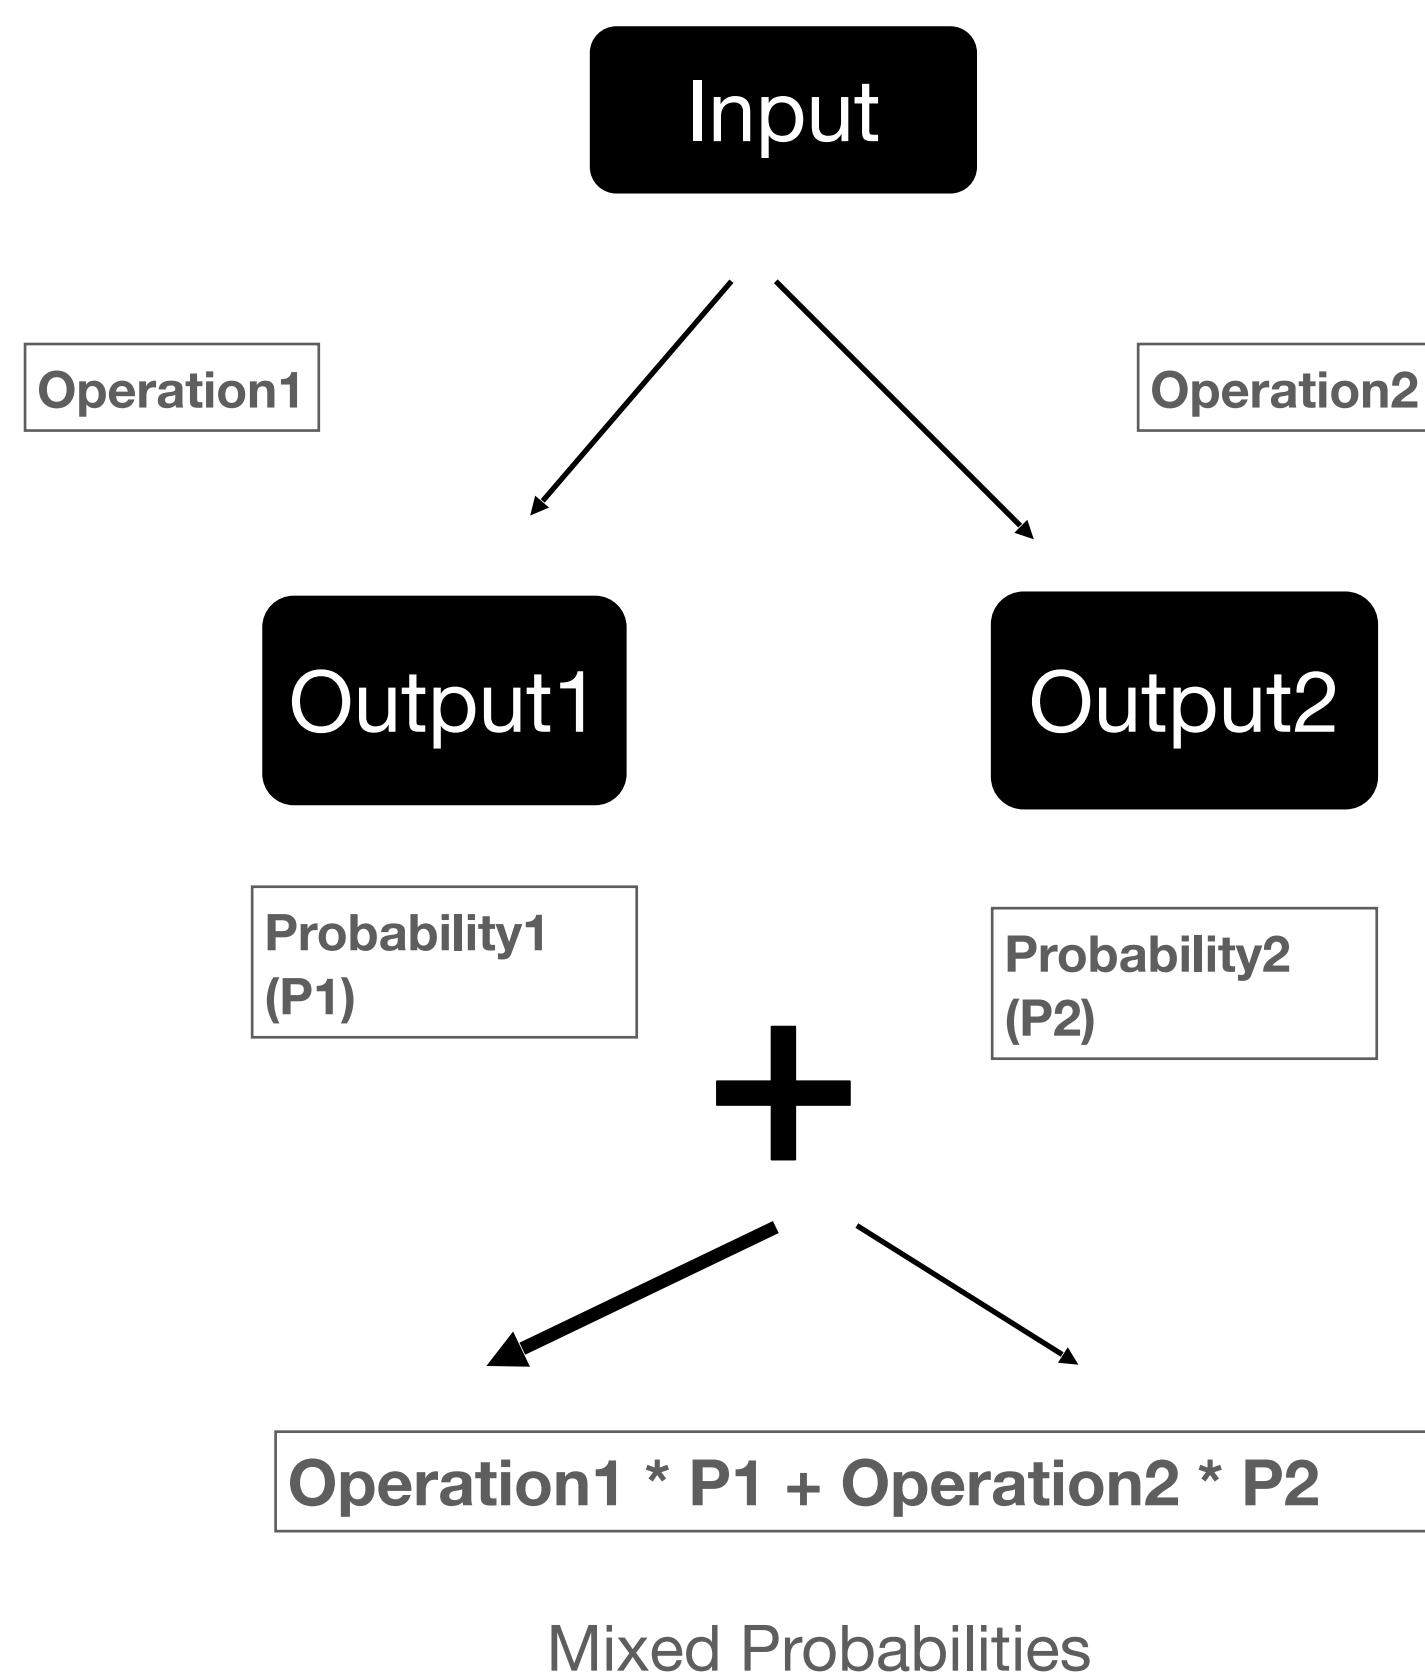 Input
Operation1
Operation2
Output1
Output2
Probability1
(P1)
Probability2
(P2)
+
Operation1 * P1 + Operation2 * P2
Mixed Probabilities